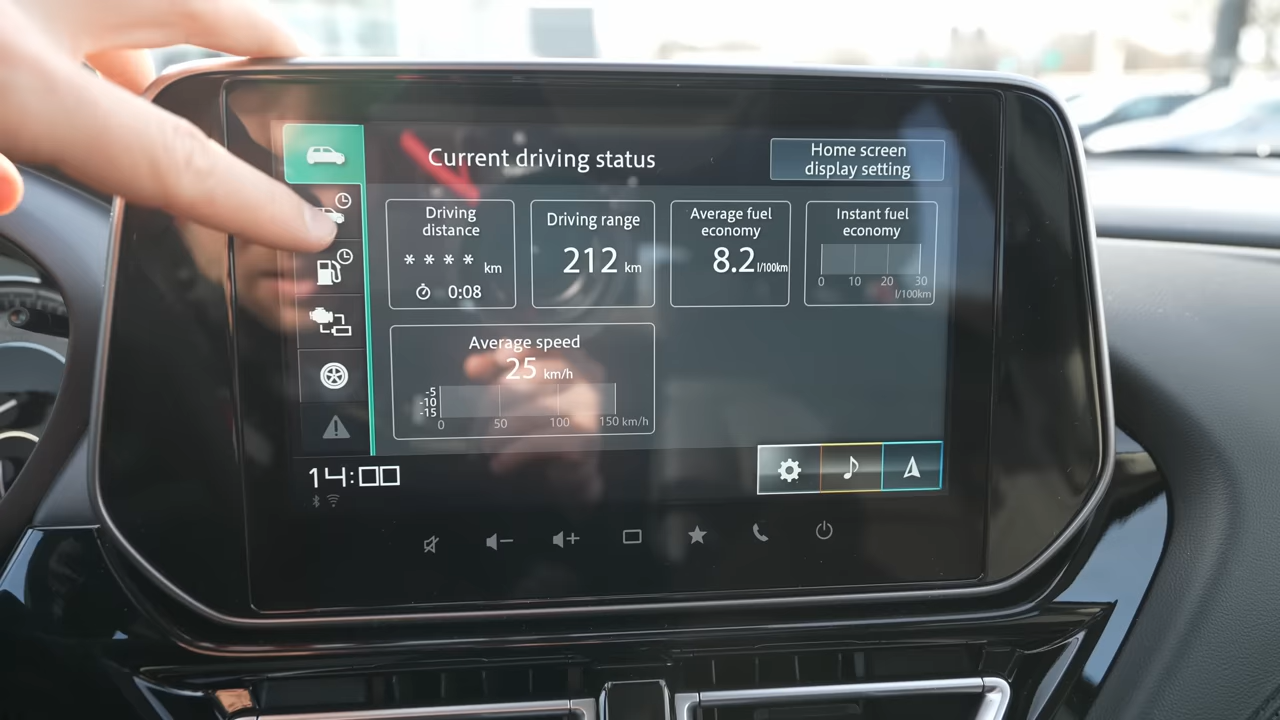 Current driving status
Home screen
display setting
Driving
distance
* * * * km
0:08
Driving range
212 km
Average fuel
economy
8.2 l/100km
Instant fuel
economy
0 10 20 30
l/100km
Average speed
25 km/h
-5
-10
-15
0 50 100 150 km/h
14:00